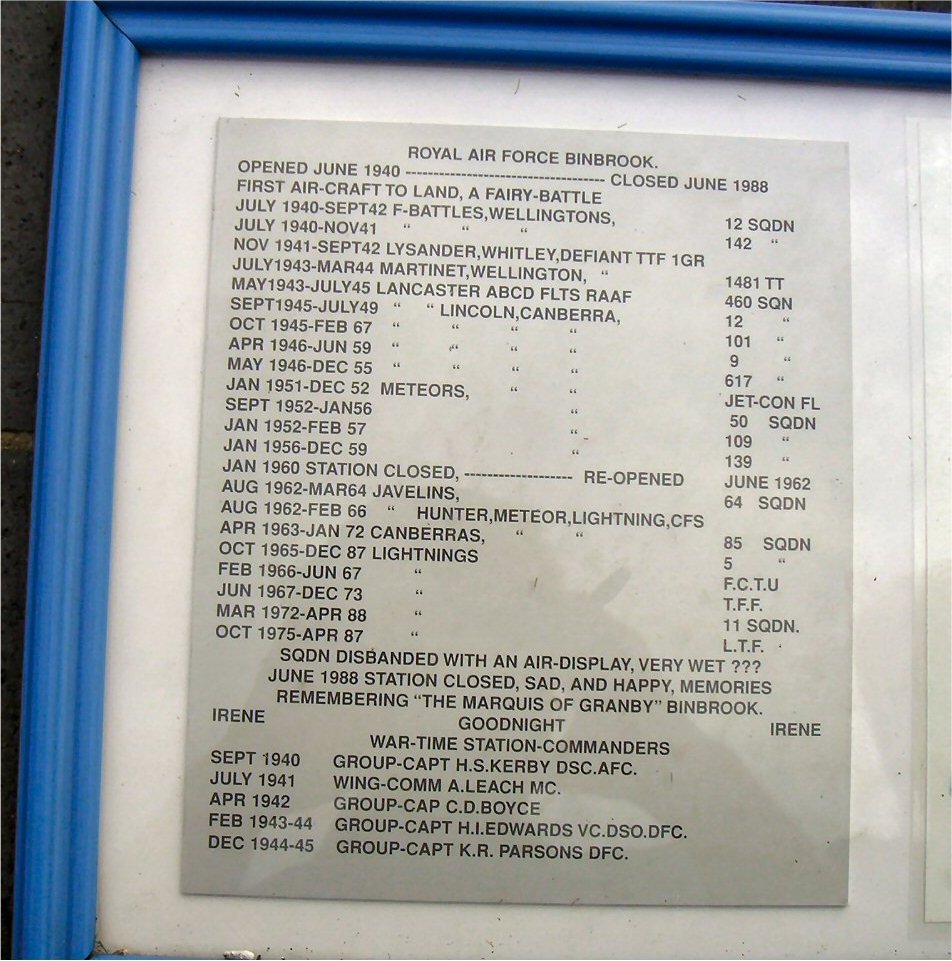 ROYAL AIR FORCE BINBROOK.
OPENED JUNE 1940 ----------------------------------- CLOSED JUNE 1988
FIRST AIR-CRAFT TO LAND, A FAIRY-BATTLE
JULY 1940-SEPT42 F-BATTLES,WELLINGTONS, 12 SQDN
JULY 1940-NOV41 “ “ “ 142 “
NOV 1941-SEPT42 LYSANDER,WHITLEY,DEFIANT TTF 1GR
JULY1943-MAR44 MARTINET,WELLINGTON, “ 1481 TT
MAY1943-JULY45 LANCASTER ABCD FLTS RAAF 460 SQN
SEPT1945-JULY49 “ “ LINCOLN,CANBERRA, 12 “
OCT 1945-FEB 67 “ “ “ “ 101 “
APR 1946-JUN 59 “ “ “ “ 9 “
MAY 1946-DEC 55 “ “ “ “ 617 “
JAN 1951-DEC 52 METEORS, “ “ JET-CON FL
SEPT 1952-JAN56 “ 50 SQDN
JAN 1952-FEB 57 “ 109 “
JAN 1956-DEC 59 “ 139 “
JAN 1960 STATION CLOSED, ------------------- RE-OPENED JUNE 1962
AUG 1962-MAR64 JAVELINS, 64 SQDN
AUG 1962-FEB 66 “ HUNTER,METEOR,LIGHTNING,CFS
APR 1963-JAN 72 CANBERRAS, “ “ 85 SQDN
OCT 1965-DEC 87 LIGHTNINGS 5 “
FEB 1966-JUN 67 “ F.C.T.U
JUN 1967-DEC 73 “ T.F.F.
MAR 1972-APR 88 “ 11 SQDN.
OCT 1975-APR 87 “ L.T.F.
SQDN DISBANDED WITH AN AIR-DISPLAY, VERY WET ???
JUNE 1988 STATION CLOSED, SAD, AND HAPPY, MEMORIES
REMEMBERING “THE MARQUIS OF GRANBY” BINBROOK.
IRENE GOODNIGHT IRENE
WAR-TIME STATION-COMMANDERS
SEPT 1940 GROUP-CAPT H.S.KERBY DSC.AFC.
JULY 1941 WING-COMM A.LEACH MC.
APR 1942 GROUP-CAP C.D.BOYCE
FEB 1943-44 GROUP-CAPT H.I.EDWARDS VC.DSO.DFC.
DEC 1944-45 GROUP-CAPT K.R. PARSONS DFC.